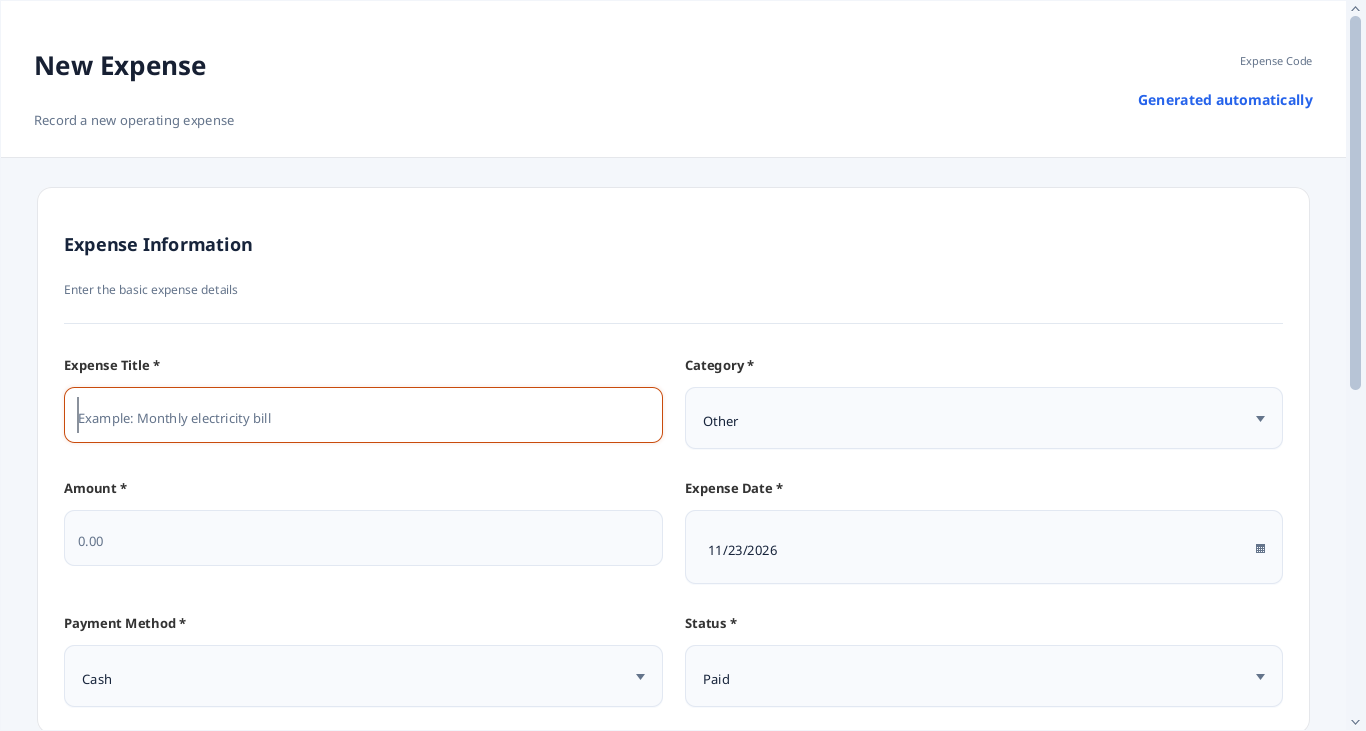 New Expense
Record a new operating expense
Expense Code
Generated automatically
Expense Information
Enter the basic expense details
Expense Title *
Example: Monthly electricity bill
Category *
Other
Amount *
0.00
Expense Date *
11/23/2026
Payment Method *
Cash
Status *
Paid